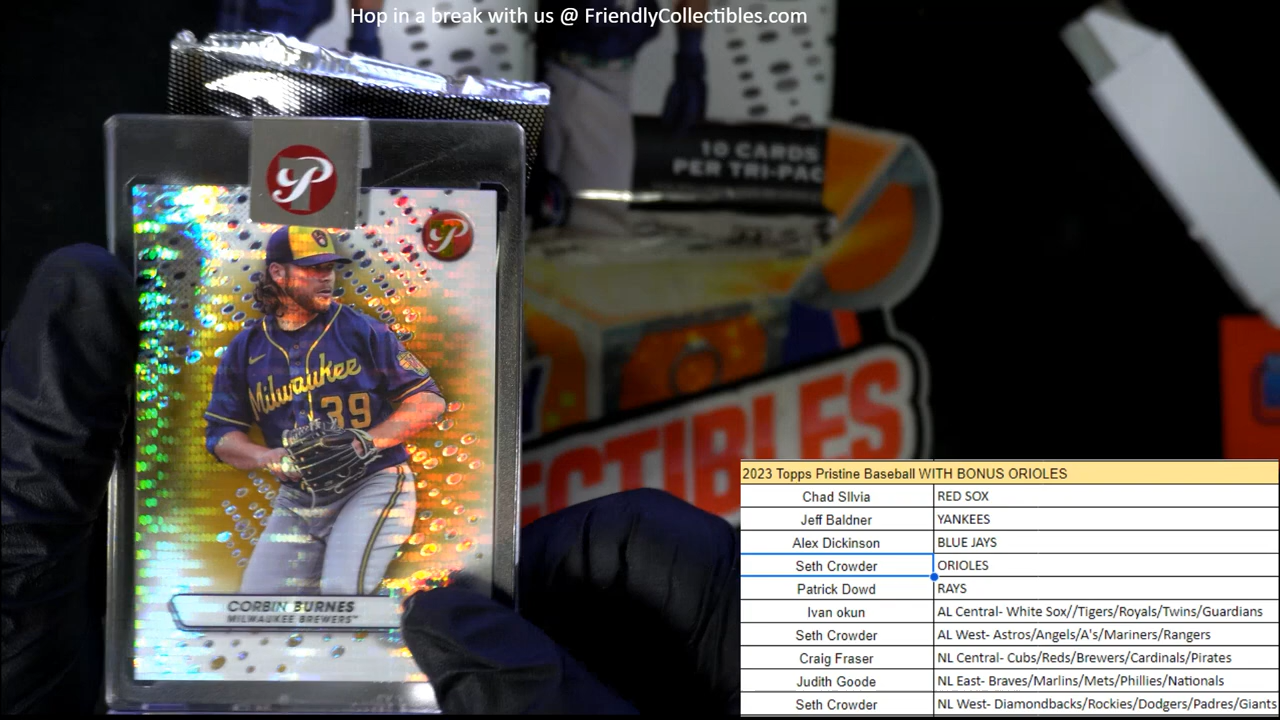 Hop in a break with us @ FriendlyCollectibles.com
10 CARDS
PER TRI-PAC
P
P
Milwaukee
39
CORBIN BURNES
MILWAUKEE BREWERS™
ECTIBLES
2023 Topps Pristine Baseball WITH BONUS ORIOLES
Chad SIlvia RED SOX
Jeff Baldner YANKEES
Alex Dickinson BLUE JAYS
Seth Crowder ORIOLES
Patrick Dowd RAYS
Ivan okun AL Central- White Sox//Tigers/Royals/Twins/Guardians
Seth Crowder AL West- Astros/Angels/A's/Mariners/Rangers
Craig Fraser NL Central- Cubs/Reds/Brewers/Cardinals/Pirates
Judith Goode NL East- Braves/Marlins/Mets/Phillies/Nationals
Seth Crowder NL West- Diamondbacks/Rockies/Dodgers/Padres/Giants